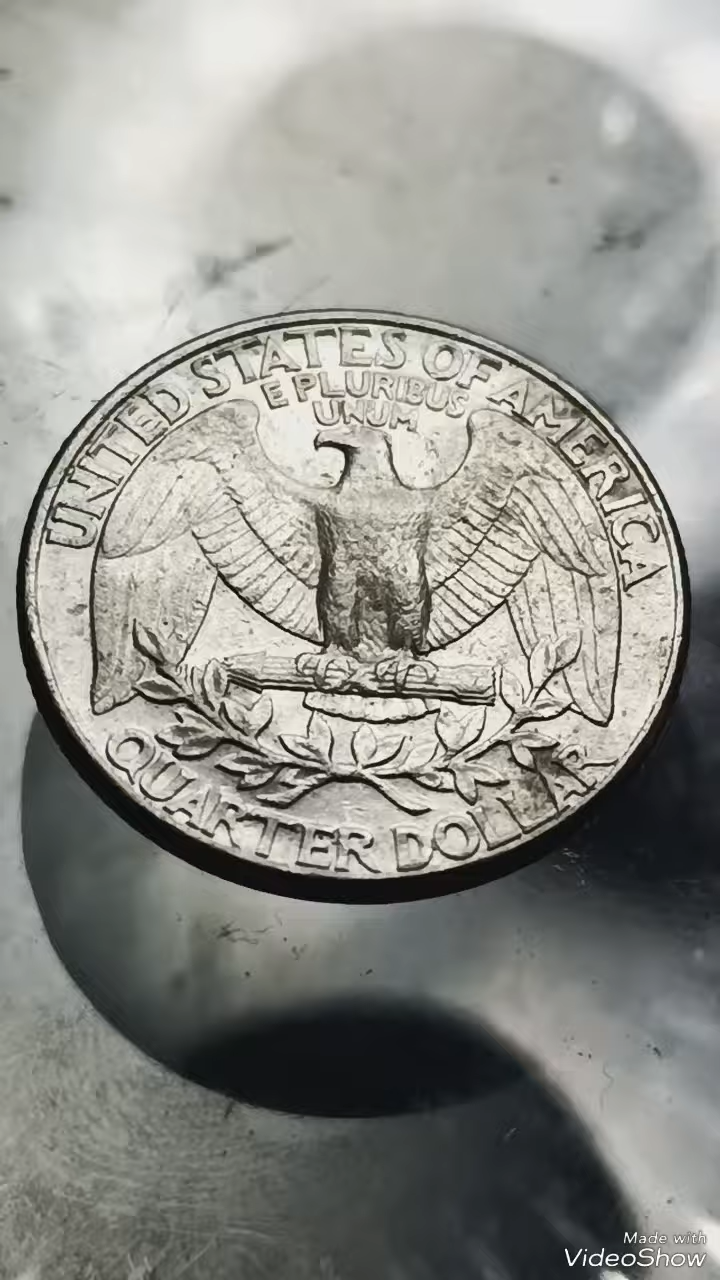 UNITED STATES OF AMERICA
E PLURIBUS
UNUM
QUARTER DOLLAR
Made with
VideoShow